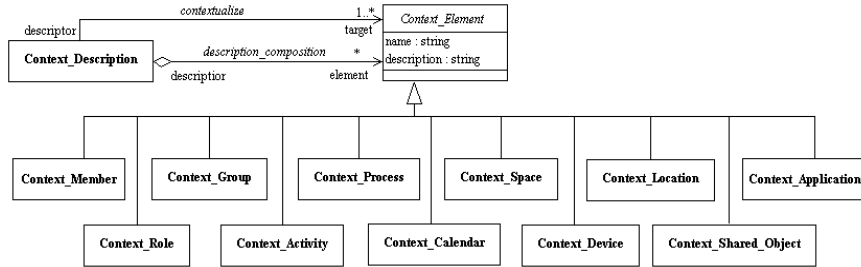 contextualize
1..*
Context_Element
descriptor
target
name : string
description : string
Context_Description
description_composition
*
descriptior
element
Context_Member
Context_Group
Context_Process
Context_Space
Context_Location
Context_Application
Context_Role
Context_Activity
Context_Calendar
Context_Device
Context_Shared_Object